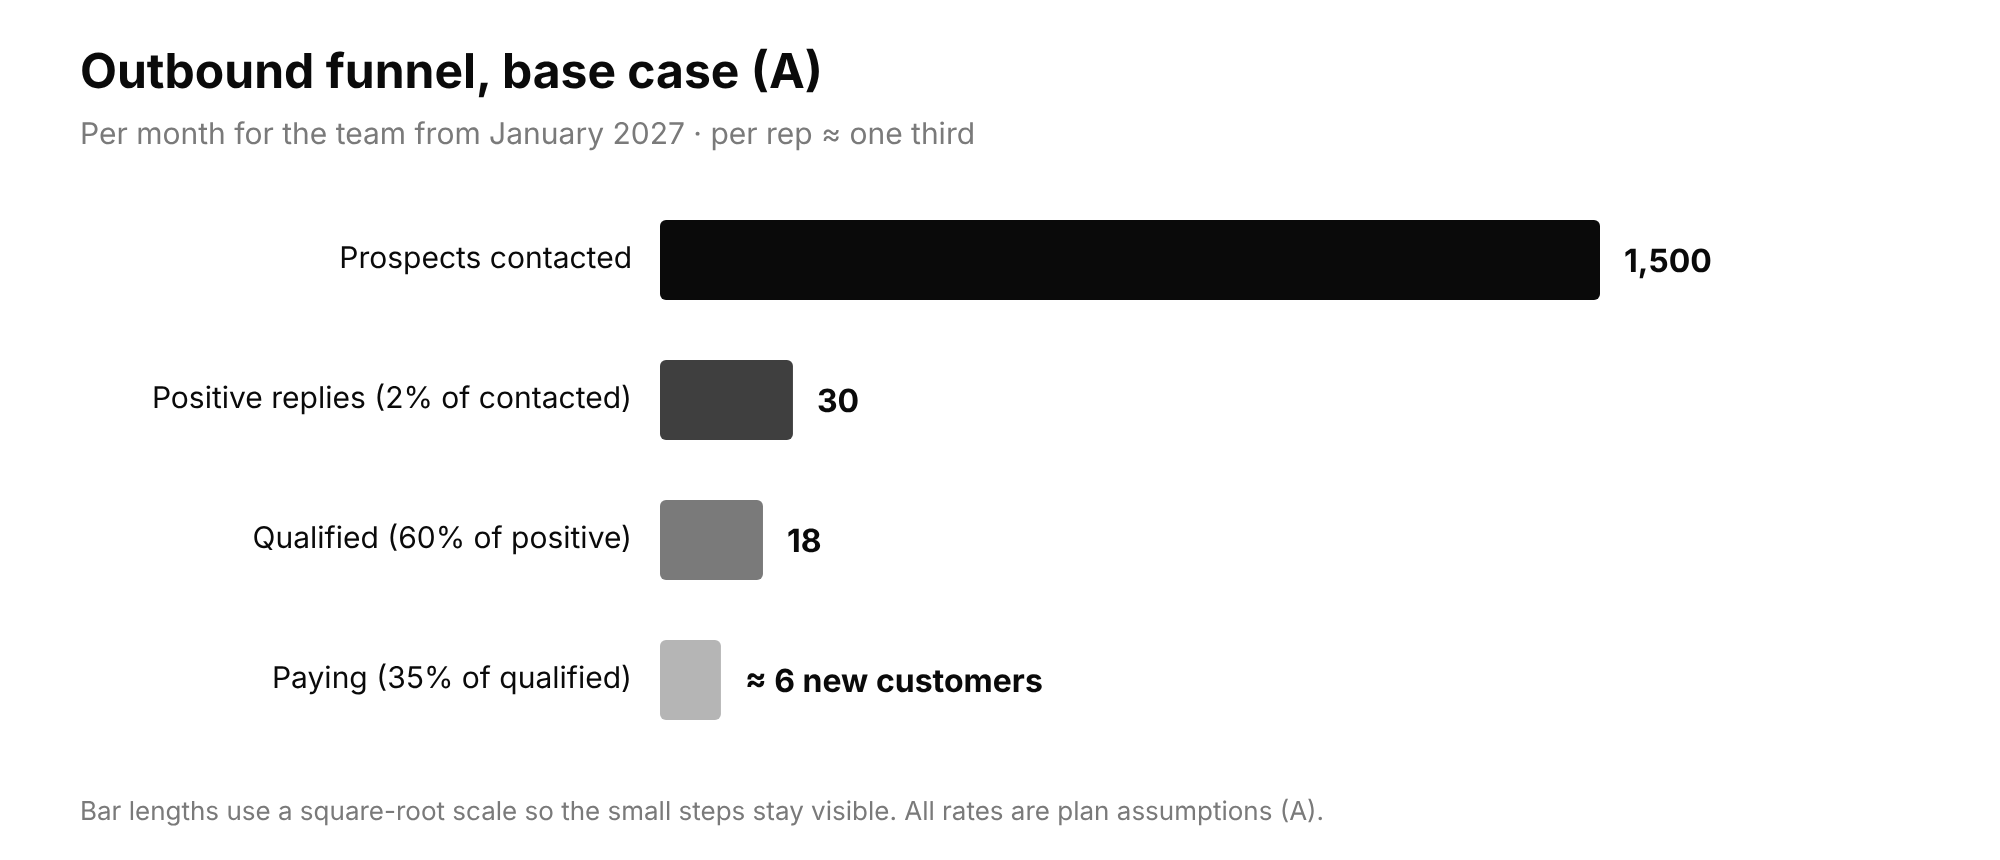 Outbound funnel, base case (A)
Per month for the team from January 2027 · per rep ≈ one third
Prospects contacted 1,500
Positive replies (2% of contacted) 30
Qualified (60% of positive) 18
Paying (35% of qualified) ≈ 6 new customers
Bar lengths use a square-root scale so the small steps stay visible. All rates are plan assumptions (A).